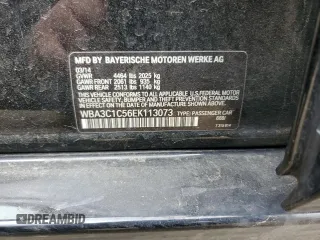 MFD BY BAYERISCHE MOTOREN WERKE AG
03/14
GVWR 4464 lbs 2025 kg
GAWR FRONT 2061 lbs 935 kg
GAWR REAR 2513 lbs 1140 kg
THIS VEHICLE CONFORMS TO ALL APPLICABLE
FEDERAL MOTOR VEHICLE SAFETY, BUMPER,
AND THEFT PREVENTION STANDARDS IN EFFECT
ON THE DATE OF MANUFACTURE SHOWN ABOVE.
WBA3C1C56EK113073 TYPE: PASSENGER CAR
DREAMBID